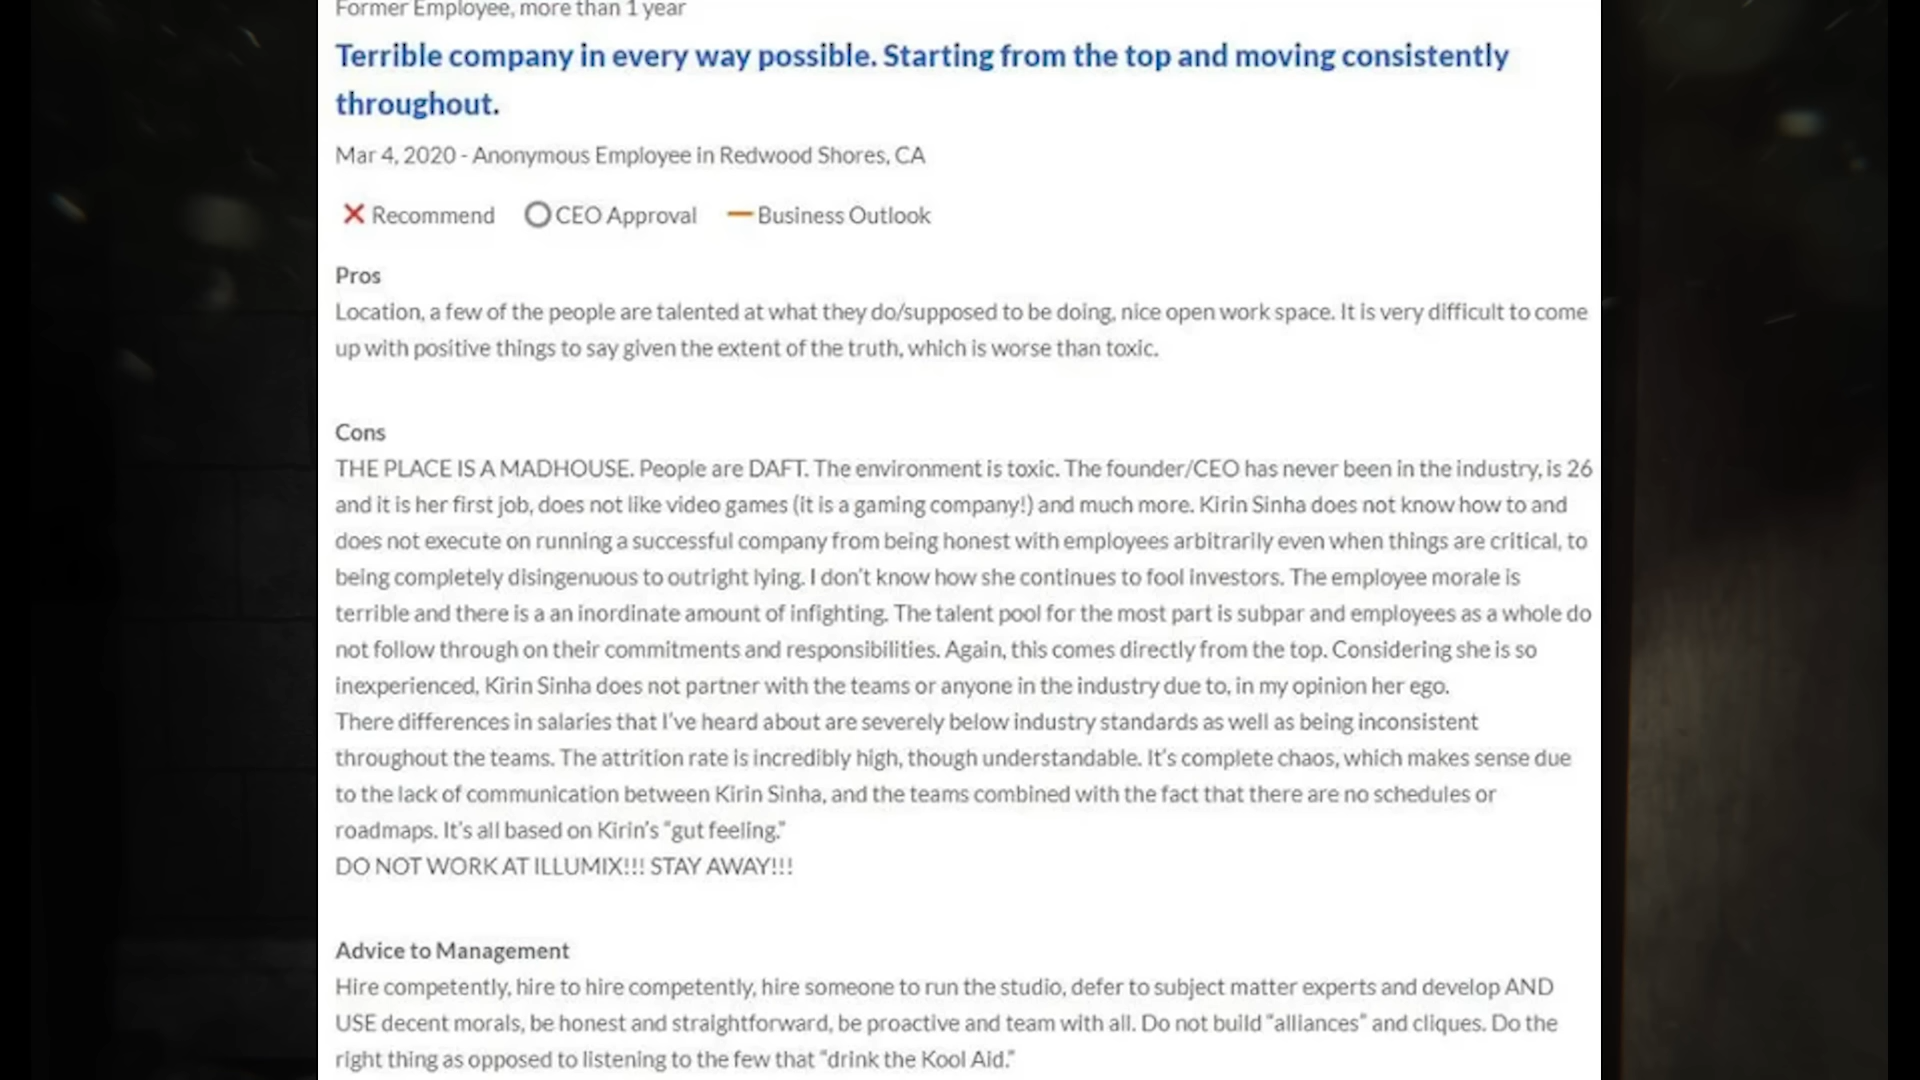 Former Employee, more than 1 year
Terrible company in every way possible. Starting from the top and moving consistently
throughout.
Mar 4, 2020 - Anonymous Employee in Redwood Shores, CA
Recommend CEO Approval Business Outlook
Pros
Location, a few of the people are talented at what they do/supposed to be doing, nice open work space. It is very difficult to come
up with positive things to say given the extent of the truth, which is worse than toxic.
Cons
THE PLACE IS A MADHOUSE. People are DAFT. The environment is toxic. The founder/CEO has never been in the industry, is 26
and it is her first job, does not like video games (it is a gaming company!) and much more. Kirin Sinha does not know how to and
does not execute on running a successful company from being honest with employees arbitrarily even when things are critical, to
being completely disingenuous to outright lying. I don't know how she continues to fool investors. The employee morale is
terrible and there is a an inordinate amount of infighting. The talent pool for the most part is subpar and employees as a whole do
not follow through on their commitments and responsibilities. Again, this comes directly from the top. Considering she is so
inexperienced, Kirin Sinha does not partner with the teams or anyone in the industry due to, in my opinion her ego.
There differences in salaries that I've heard about are severely below industry standards as well as being inconsistent
throughout the teams. The attrition rate is incredibly high, though understandable. It's complete chaos, which makes sense due
to the lack of communication between Kirin Sinha, and the teams combined with the fact that there are no schedules or
roadmaps. It's all based on Kirin's "gut feeling."
DO NOT WORK AT ILLUMIX!!! STAY AWAY!!!
Advice to Management
Hire competently, hire to hire competently, hire someone to run the studio, defer to subject matter experts and develop AND
USE decent morals, be honest and straightforward, be proactive and team with all. Do not build "alliances" and cliques. Do the
right thing as opposed to listening to the few that "drink the Kool Aid."